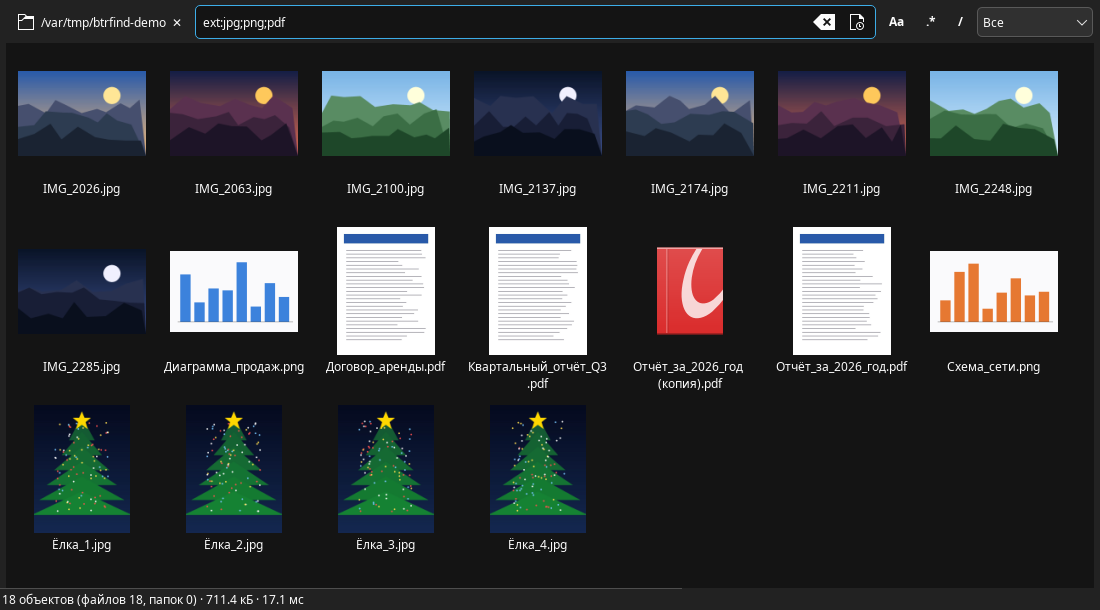 /var/tmp/btrfind-demo
ext:jpg;png;pdf
Aa
.*
/
Все
IMG_2026.jpg
IMG_2063.jpg
IMG_2100.jpg
IMG_2137.jpg
IMG_2174.jpg
IMG_2211.jpg
IMG_2248.jpg
IMG_2285.jpg
Диаграмма_продаж.png
Договор_аренды.pdf
Квартальный_отчёт_Q3
.pdf
Отчёт_за_2026_год
(копия).pdf
Отчёт_за_2026_год.pdf
Схема_сети.png
Ёлка_1.jpg
Ёлка_2.jpg
Ёлка_3.jpg
Ёлка_4.jpg
18 объектов (файлов 18, папок 0) · 711.4 кБ · 17.1 мс